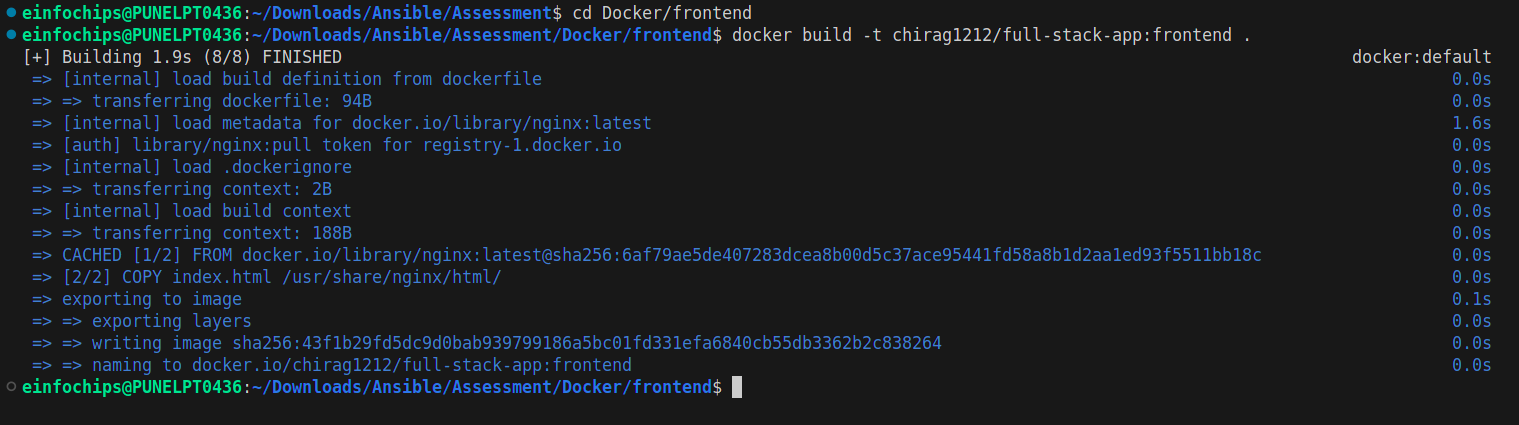 einfochips@PUNELPT0436:~/Downloads/Ansible/Assessment$ cd Docker/frontend
einfochips@PUNELPT0436:~/Downloads/Ansible/Assessment/Docker/frontend$ docker build -t chirag1212/full-stack-app:frontend .
[+] Building 1.9s (8/8) FINISHED docker:default
=> [internal] load build definition from dockerfile 0.0s
=> => transferring dockerfile: 94B 0.0s
=> [internal] load metadata for docker.io/library/nginx:latest 1.6s
=> [auth] library/nginx:pull token for registry-1.docker.io 0.0s
=> [internal] load .dockerignore 0.0s
=> => transferring context: 2B 0.0s
=> [internal] load build context 0.0s
=> => transferring context: 188B 0.0s
=> CACHED [1/2] FROM docker.io/library/nginx:latest@sha256:6af79ae5de407283dcea8b00d5c37ace95441fd58a8b1d2aa1ed93f5511bb18c 0.0s
=> [2/2] COPY index.html /usr/share/nginx/html/ 0.0s
=> exporting to image 0.1s
=> => exporting layers 0.0s
=> => writing image sha256:43f1b29fd5dc9d0bab939799186a5bc01fd331efa6840cb55db3362b2c838264 0.0s
=> => naming to docker.io/chirag1212/full-stack-app:frontend 0.0s
einfochips@PUNELPT0436:~/Downloads/Ansible/Assessment/Docker/frontend$